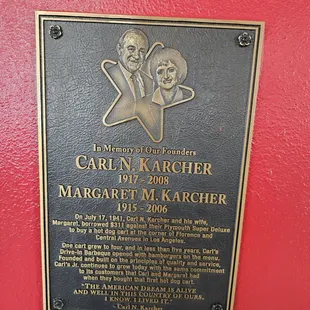 In Memory of Our Founders
CARL N. KARCHER
1917 - 2008
MARGARET M. KARCHER
1915 - 2006
On July 17, 1941, Carl N. Karcher and his wife,
Margaret, borrowed $311 against their Plymouth Super Deluxe
to buy a hot dog cart at the corner of Florence and
Central Avenues in Los Angeles.
One cart grew to four, and in less than five years, Carl's
Drive-In Barbeque opened with hamburgers on the menu.
Founded and built on the principles of quality and service,
Carl's Jr. continues to grow today with the same commitment
to its customers that Carl and Margaret had
when they bought that first hot dog cart.
"THE AMERICAN DREAM IS ALIVE
AND WELL IN THIS COUNTRY OF OURS.
I KNOW. I LIVED IT."
- Carl N. Karcher